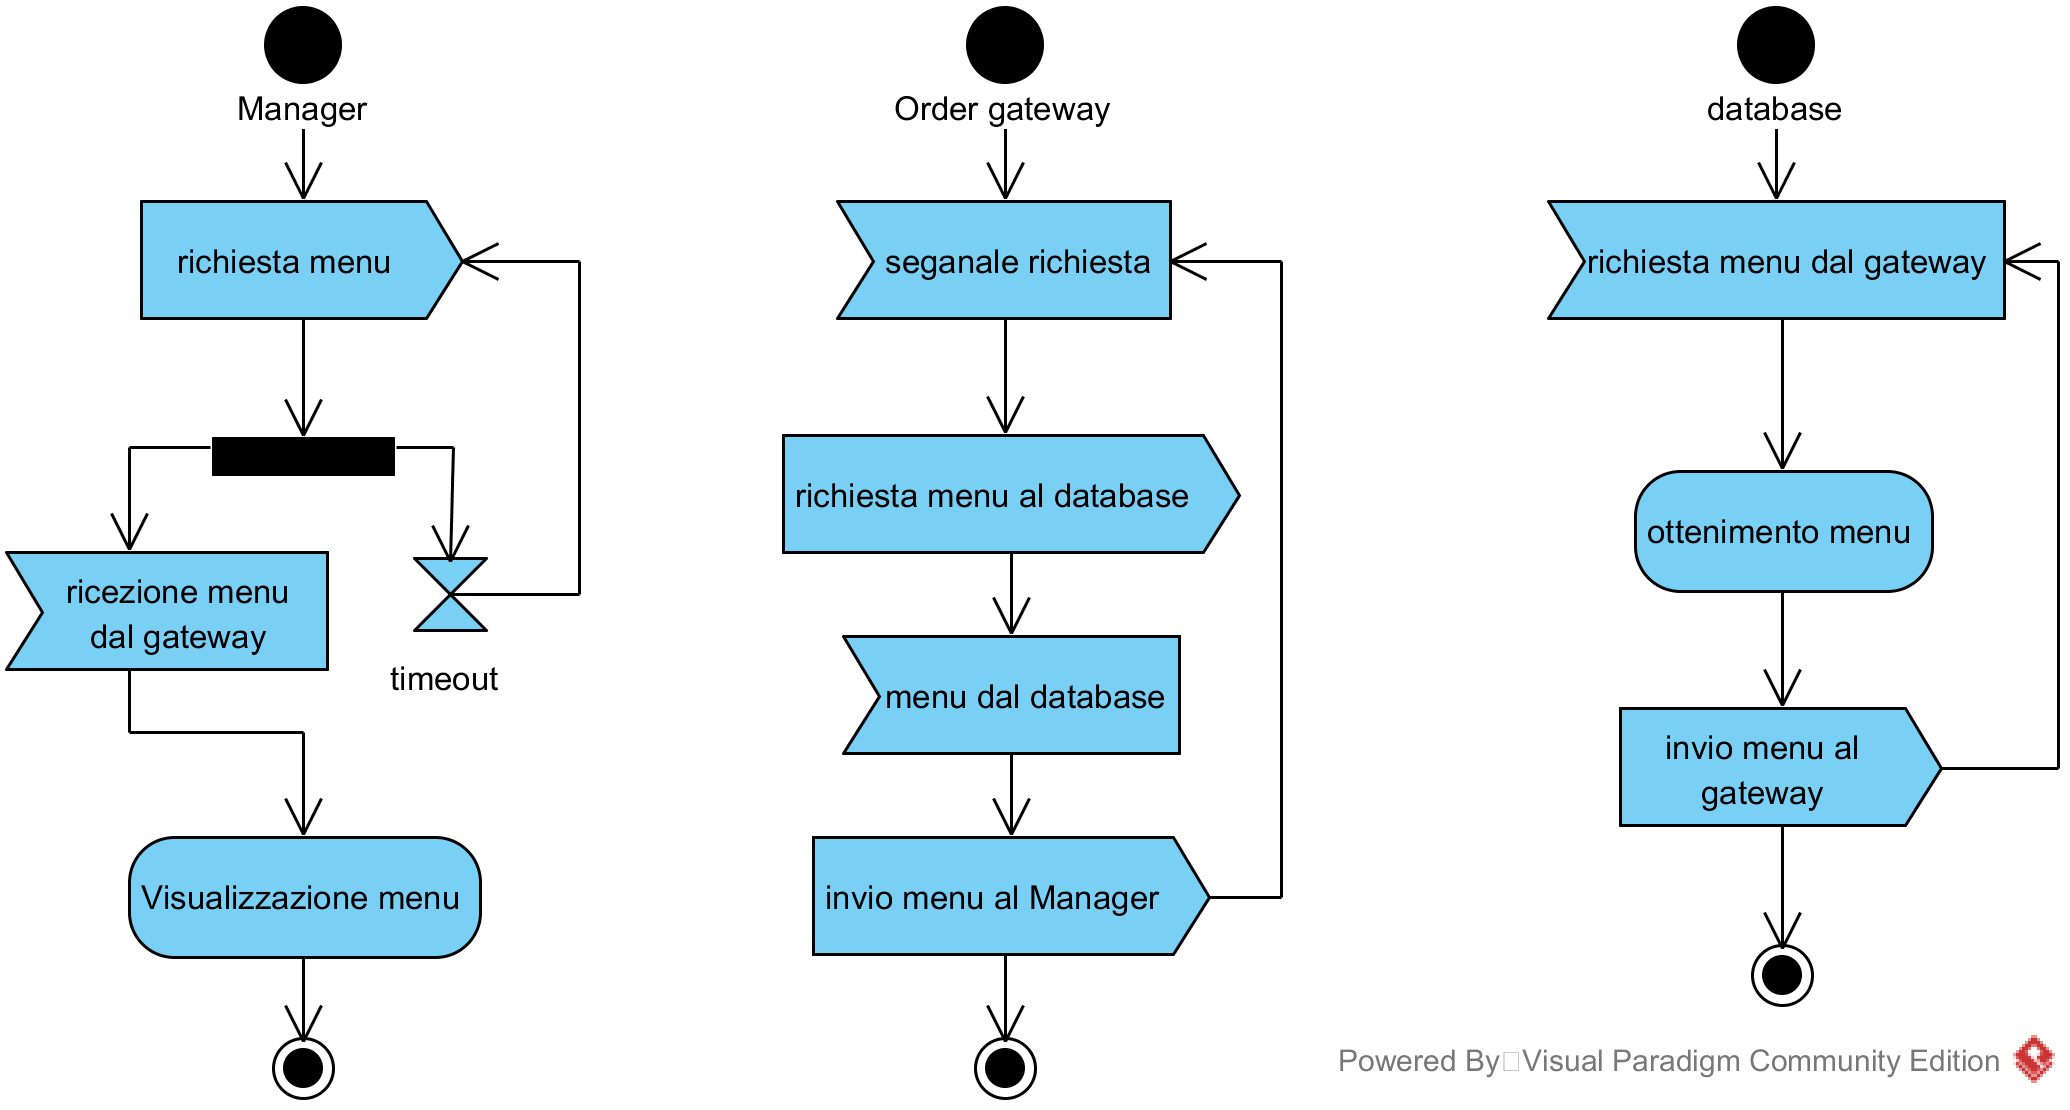 Manager
richiesta menu
ricezione menu
dal gateway
timeout
Visualizzazione menu
Order gateway
seganale richiesta
richiesta menu al database
menu dal database
invio menu al Manager
database
richiesta menu dal gateway
ottenimento menu
invio menu al
gateway
Powered By Visual Paradigm Community Edition